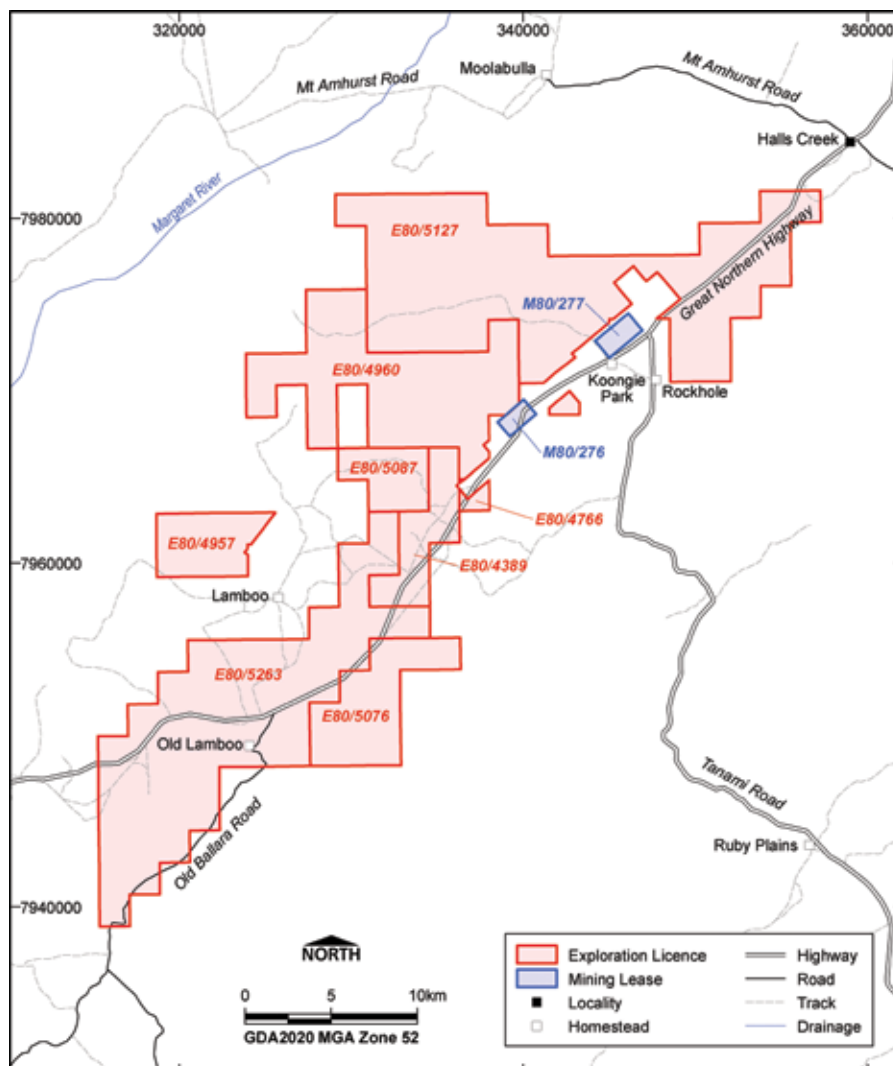 320000
340000
360000
Moolabulla
Mt Amhurst Road
Mt Amhurst Road
Halls Creek
Margaret River
7980000
E80/5127
Great Northern Highway
M80/277
E80/4960
Koongie
Park
Rockhole
M80/276
E80/5087
E80/4766
E80/4957
7960000
E80/4389
Lamboo
E80/5263
E80/5076
Old Lamboo
Tanami Road
Old Ballara Road
Ruby Plains
7940000
NORTH
0 5 10km
GDA2020 MGA Zone 52
Exploration Licence
Mining Lease
Locality
Homestead
Highway
Road
Track
Drainage